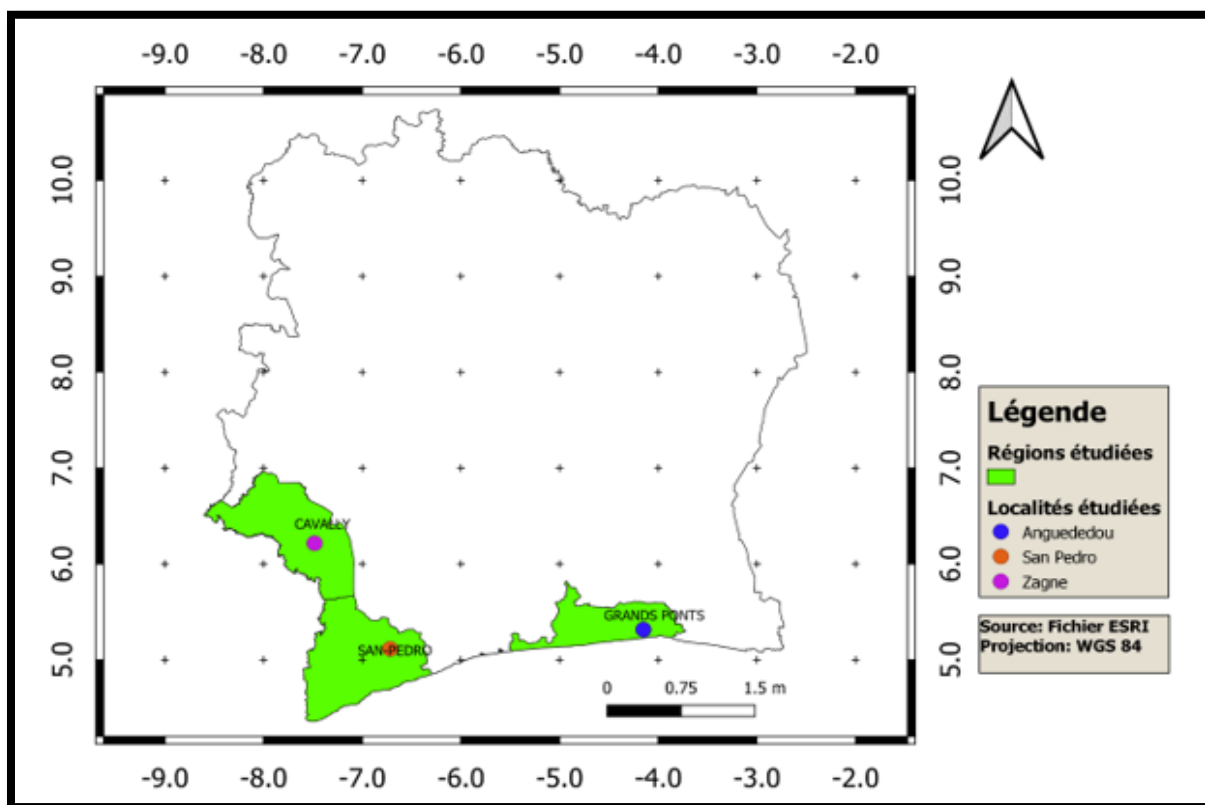 -9.0 -8.0 -7.0 -6.0 -5.0 -4.0 -3.0 -2.0
10.0 10.0
9.0 9.0
8.0 8.0
7.0 7.0
6.0 6.0
5.0 5.0
CAVALLY
GRANDS PONTS
SAN-PEDRO
0 0.75 1.5 m
-9.0 -8.0 -7.0 -6.0 -5.0 -4.0 -3.0 -2.0
Légende
Régions étudiées
Localités étudiées
Anguededou
San Pedro
Zagne
Source: Fichier ESRI
Projection: WGS 84